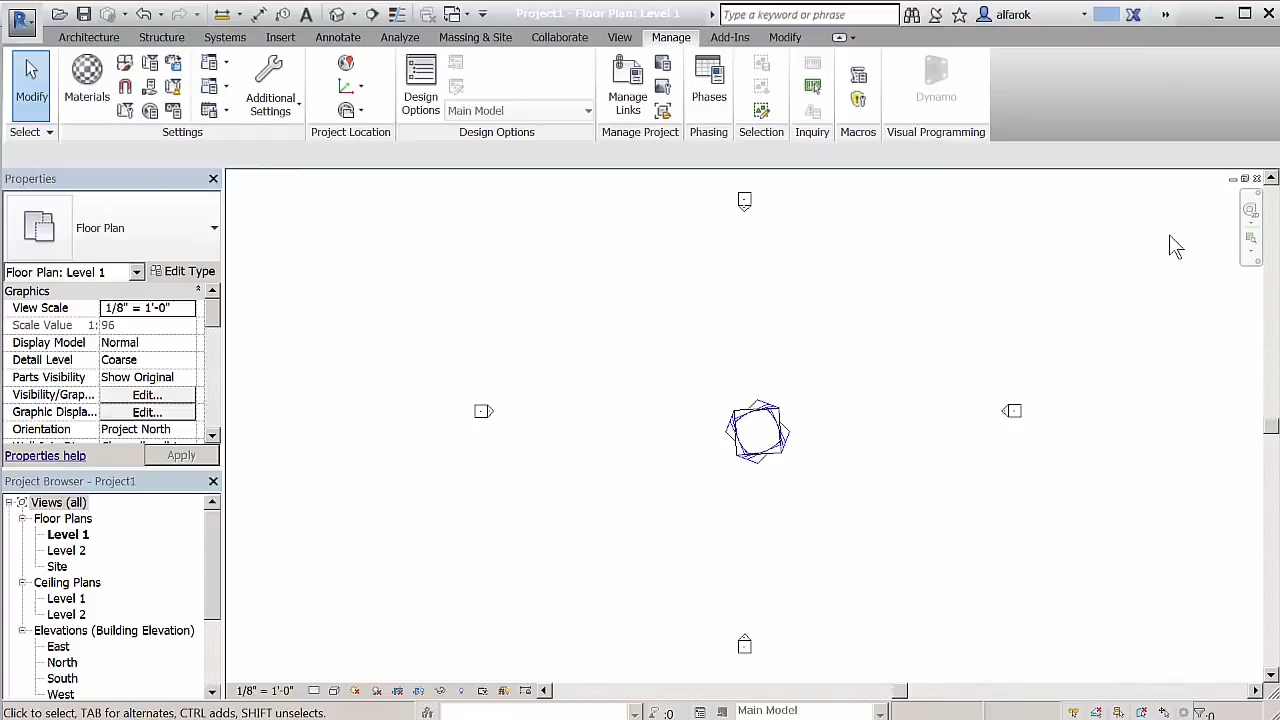 Project1 - Floor Plan: Level 1
Type a keyword or phrase
alfarok
Architecture
Structure
Systems
Insert
Annotate
Analyze
Massing & Site
Collaborate
View
Manage
Add-Ins
Modify
Modify
Materials
Additional
Settings
Design
Options
Main Model
Manage
Links
Phases
Dynamo
Select
Settings
Project Location
Design Options
Manage Project
Phasing
Selection
Inquiry
Macros
Visual Programming
Properties
Floor Plan
Floor Plan: Level 1
Edit Type
Graphics
View Scale 1/8" = 1'-0"
Scale Value 1: 96
Display Model Normal
Detail Level Coarse
Parts Visibility Show Original
Visibility/Grap... Edit...
Graphic Displa... Edit...
Orientation Project North
Properties help
Apply
Project Browser - Project1
Views (all)
Floor Plans
Level 1
Level 2
Site
Ceiling Plans
Level 1
Level 2
Elevations (Building Elevation)
East
North
South
West
1/8" = 1'-0"
Click to select, TAB for alternates, CTRL adds, SHIFT unselects.
:0
Main Model
:0